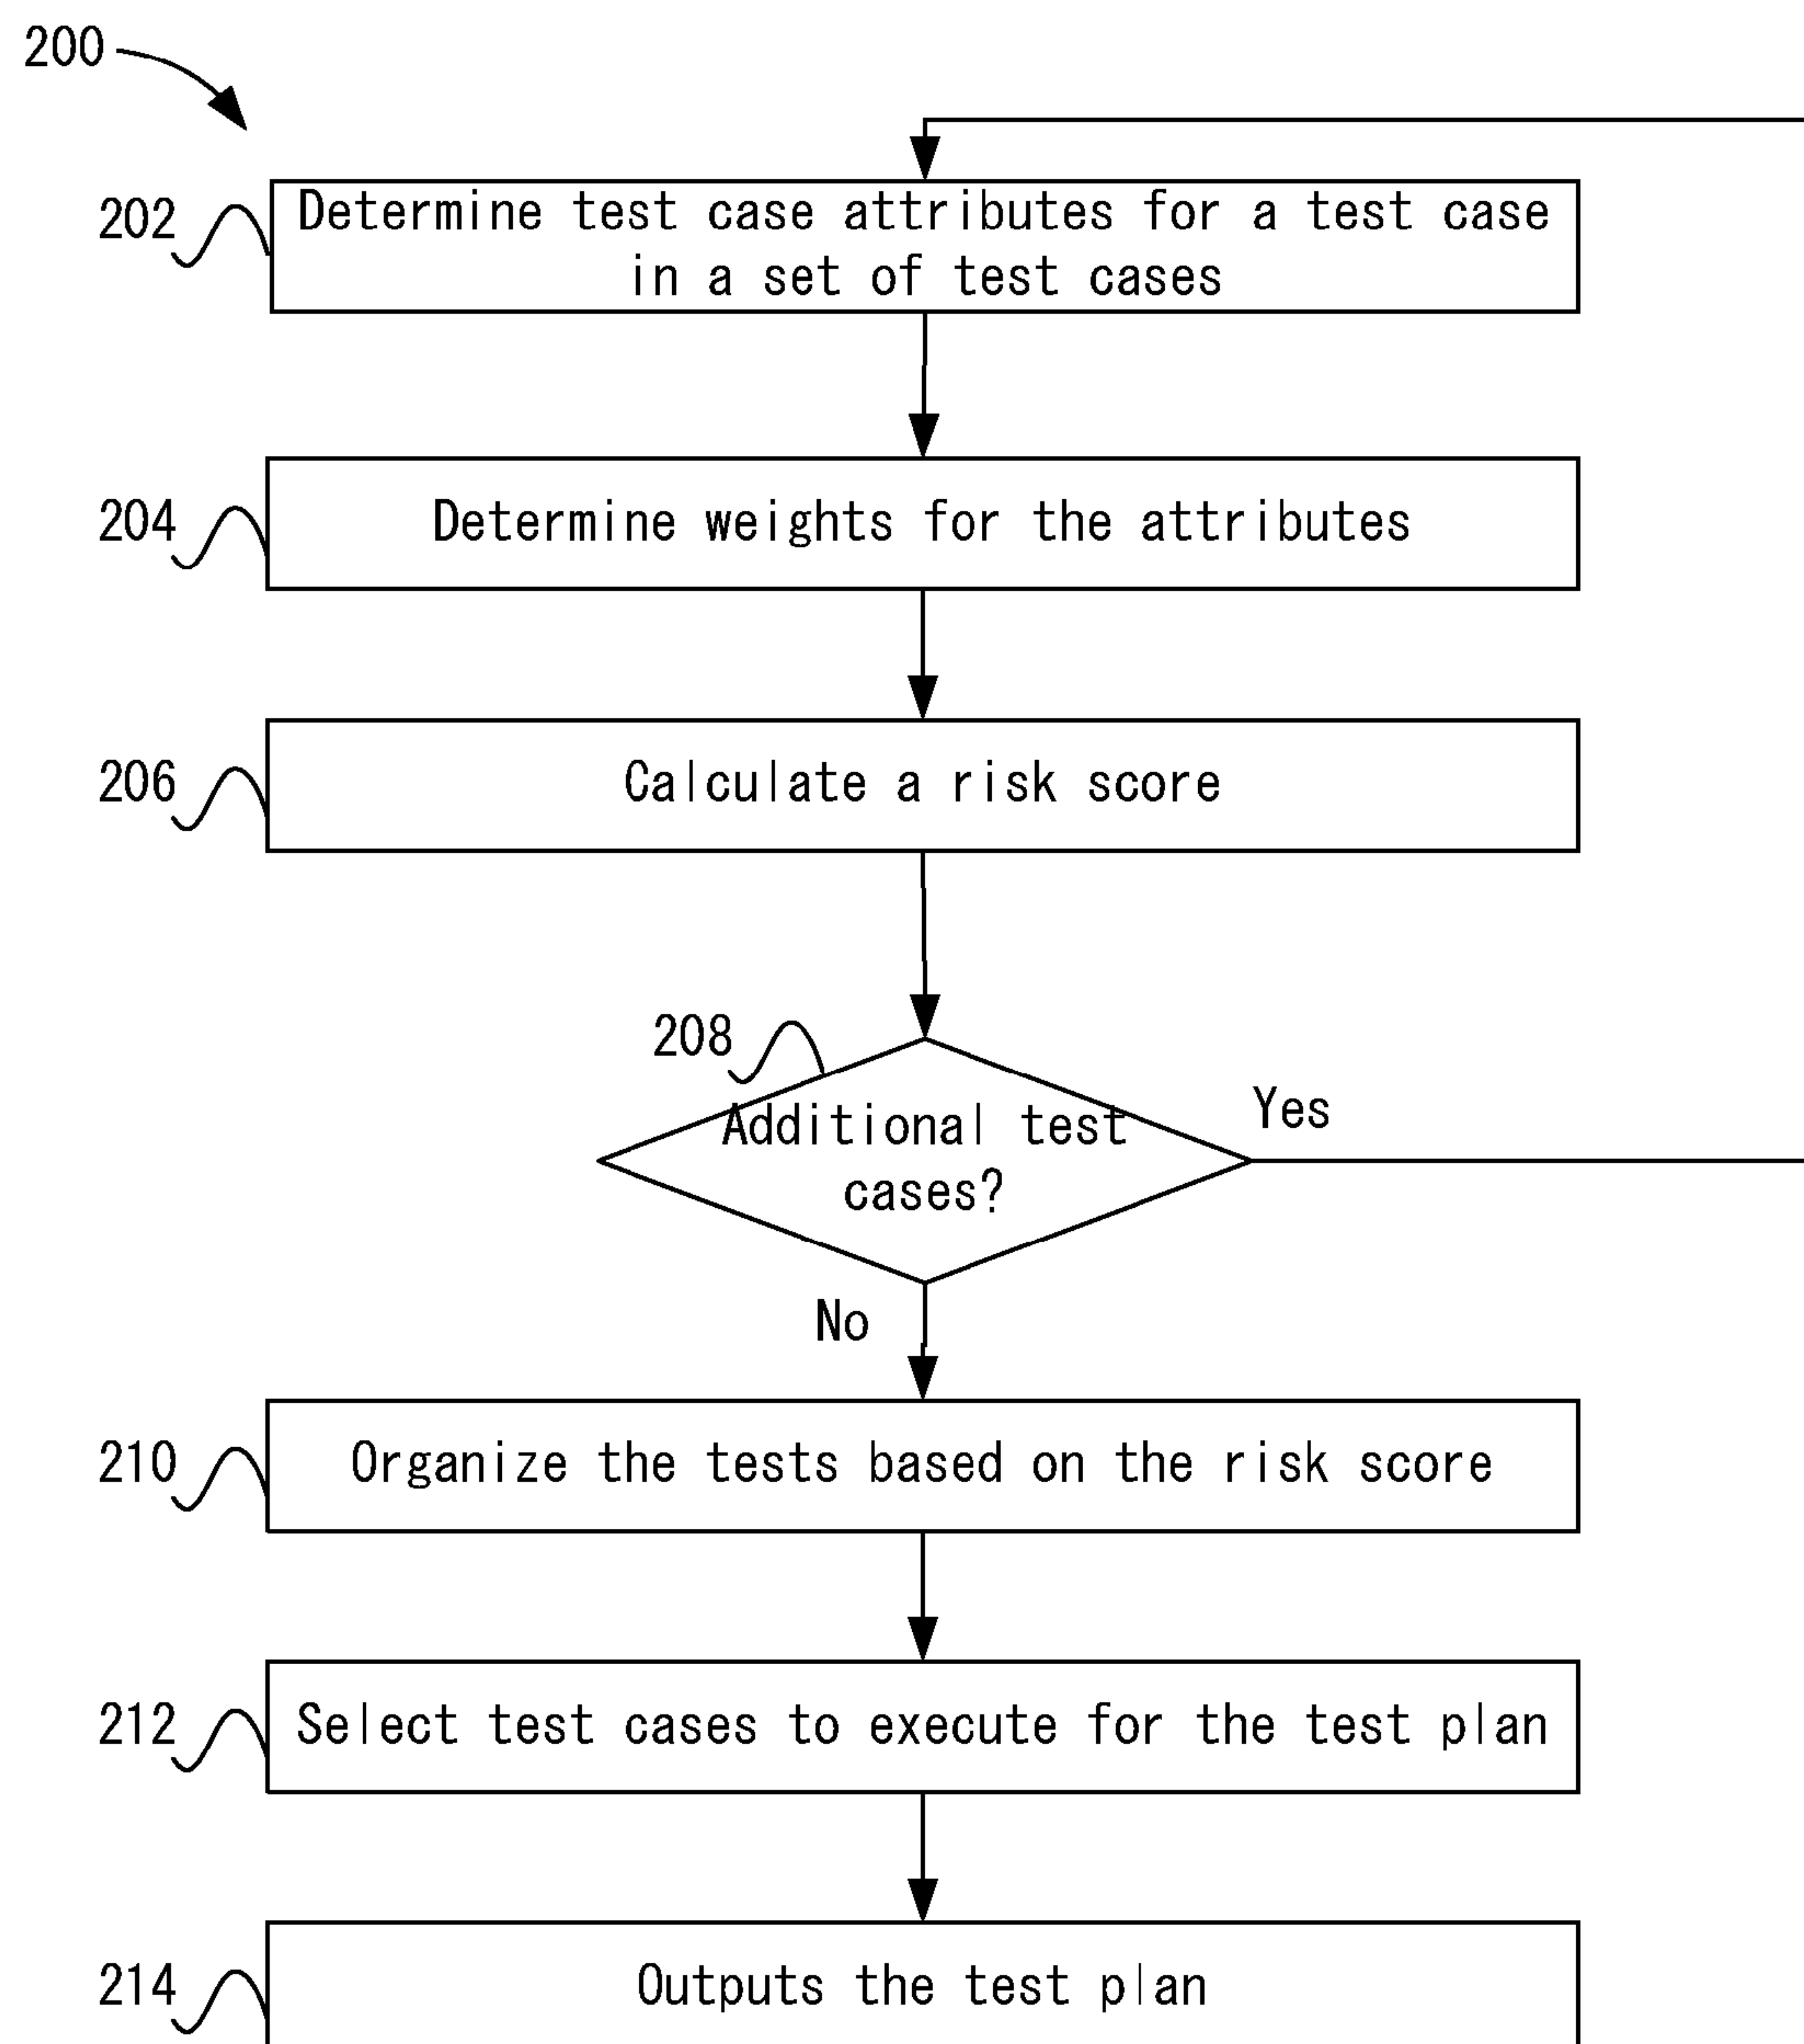 200
202
Determine test case attributes for a test case
in a set of test cases
204
Determine weights for the attributes
206
Calculate a risk score
208
Additional test
cases?
Yes
No
210
Organize the tests based on the risk score
212
Select test cases to execute for the test plan
214
Outputs the test plan